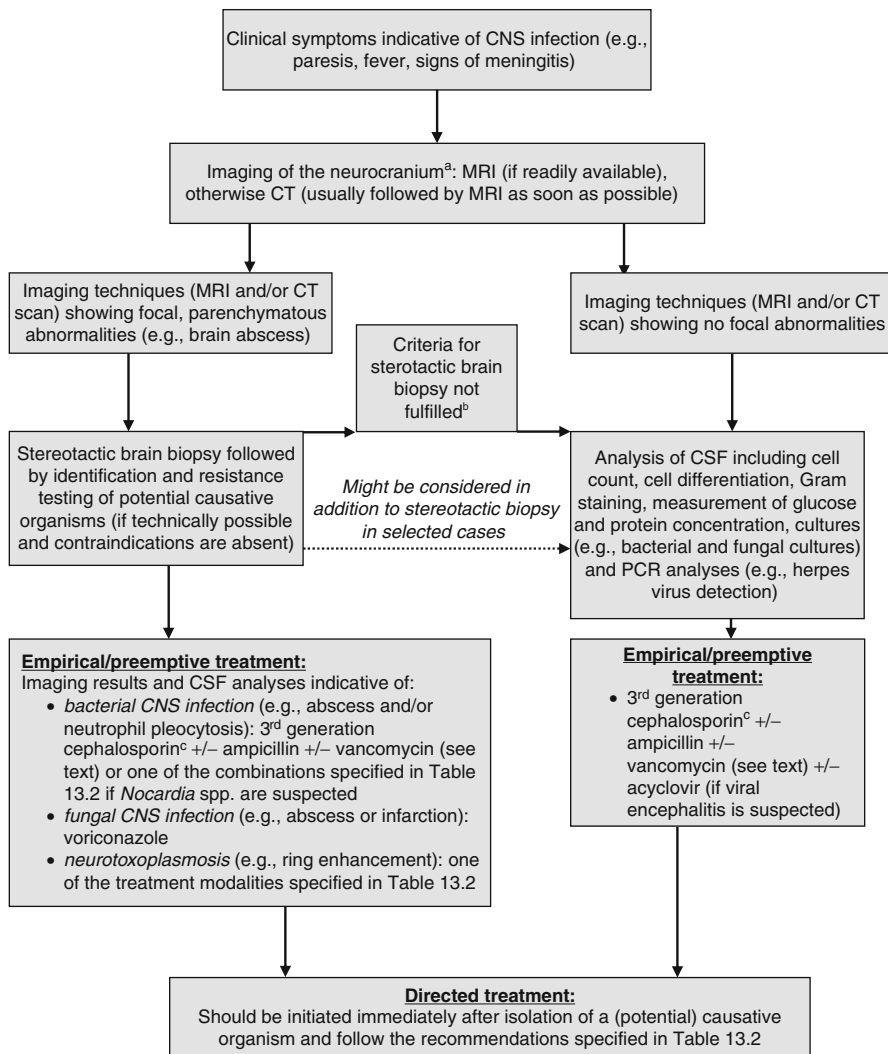 Clinical symptoms indicative of CNS infection (e.g.,
paresis, fever, signs of meningitis)
Imaging of the neurocraniumᵃ: MRI (if readily available),
otherwise CT (usually followed by MRI as soon as possible)
Imaging techniques (MRI and/or CT
scan) showing focal, parenchymatous
abnormalities (e.g., brain abscess)
Imaging techniques (MRI and/or CT
scan) showing no focal abnormalities
Criteria for
sterotactic brain
biopsy not
fulfilledᵇ
Stereotactic brain biopsy followed
by identification and resistance
testing of potential causative
organisms (if technically possible
and contraindications are absent)
Might be considered in
addition to stereotactic biopsy
in selected cases
Analysis of CSF including cell
count, cell differentiation, Gram
staining, measurement of glucose
and protein concentration, cultures
(e.g., bacterial and fungal cultures)
and PCR analyses (e.g., herpes
virus detection)
Empirical/preemptive treatment:
Imaging results and CSF analyses indicative of:
• bacterial CNS infection (e.g., abscess and/or
neutrophil pleocytosis): 3ʳᵈ generation
cephalosporinᶜ +/– ampicillin +/– vancomycin (see
text) or one of the combinations specified in Table
13.2 if Nocardia spp. are suspected
• fungal CNS infection (e.g., abscess or infarction):
voriconazole
• neurotoxoplasmosis (e.g., ring enhancement): one
of the treatment modalities specified in Table 13.2
Empirical/preemptive
treatment:
• 3ʳᵈ generation
cephalosporinᶜ +/–
ampicillin +/–
vancomycin (see text) +/–
acyclovir (if viral
encephalitis is suspected)
Directed treatment:
Should be initiated immediately after isolation of a (potential) causative
organism and follow the recommendations specified in Table 13.2